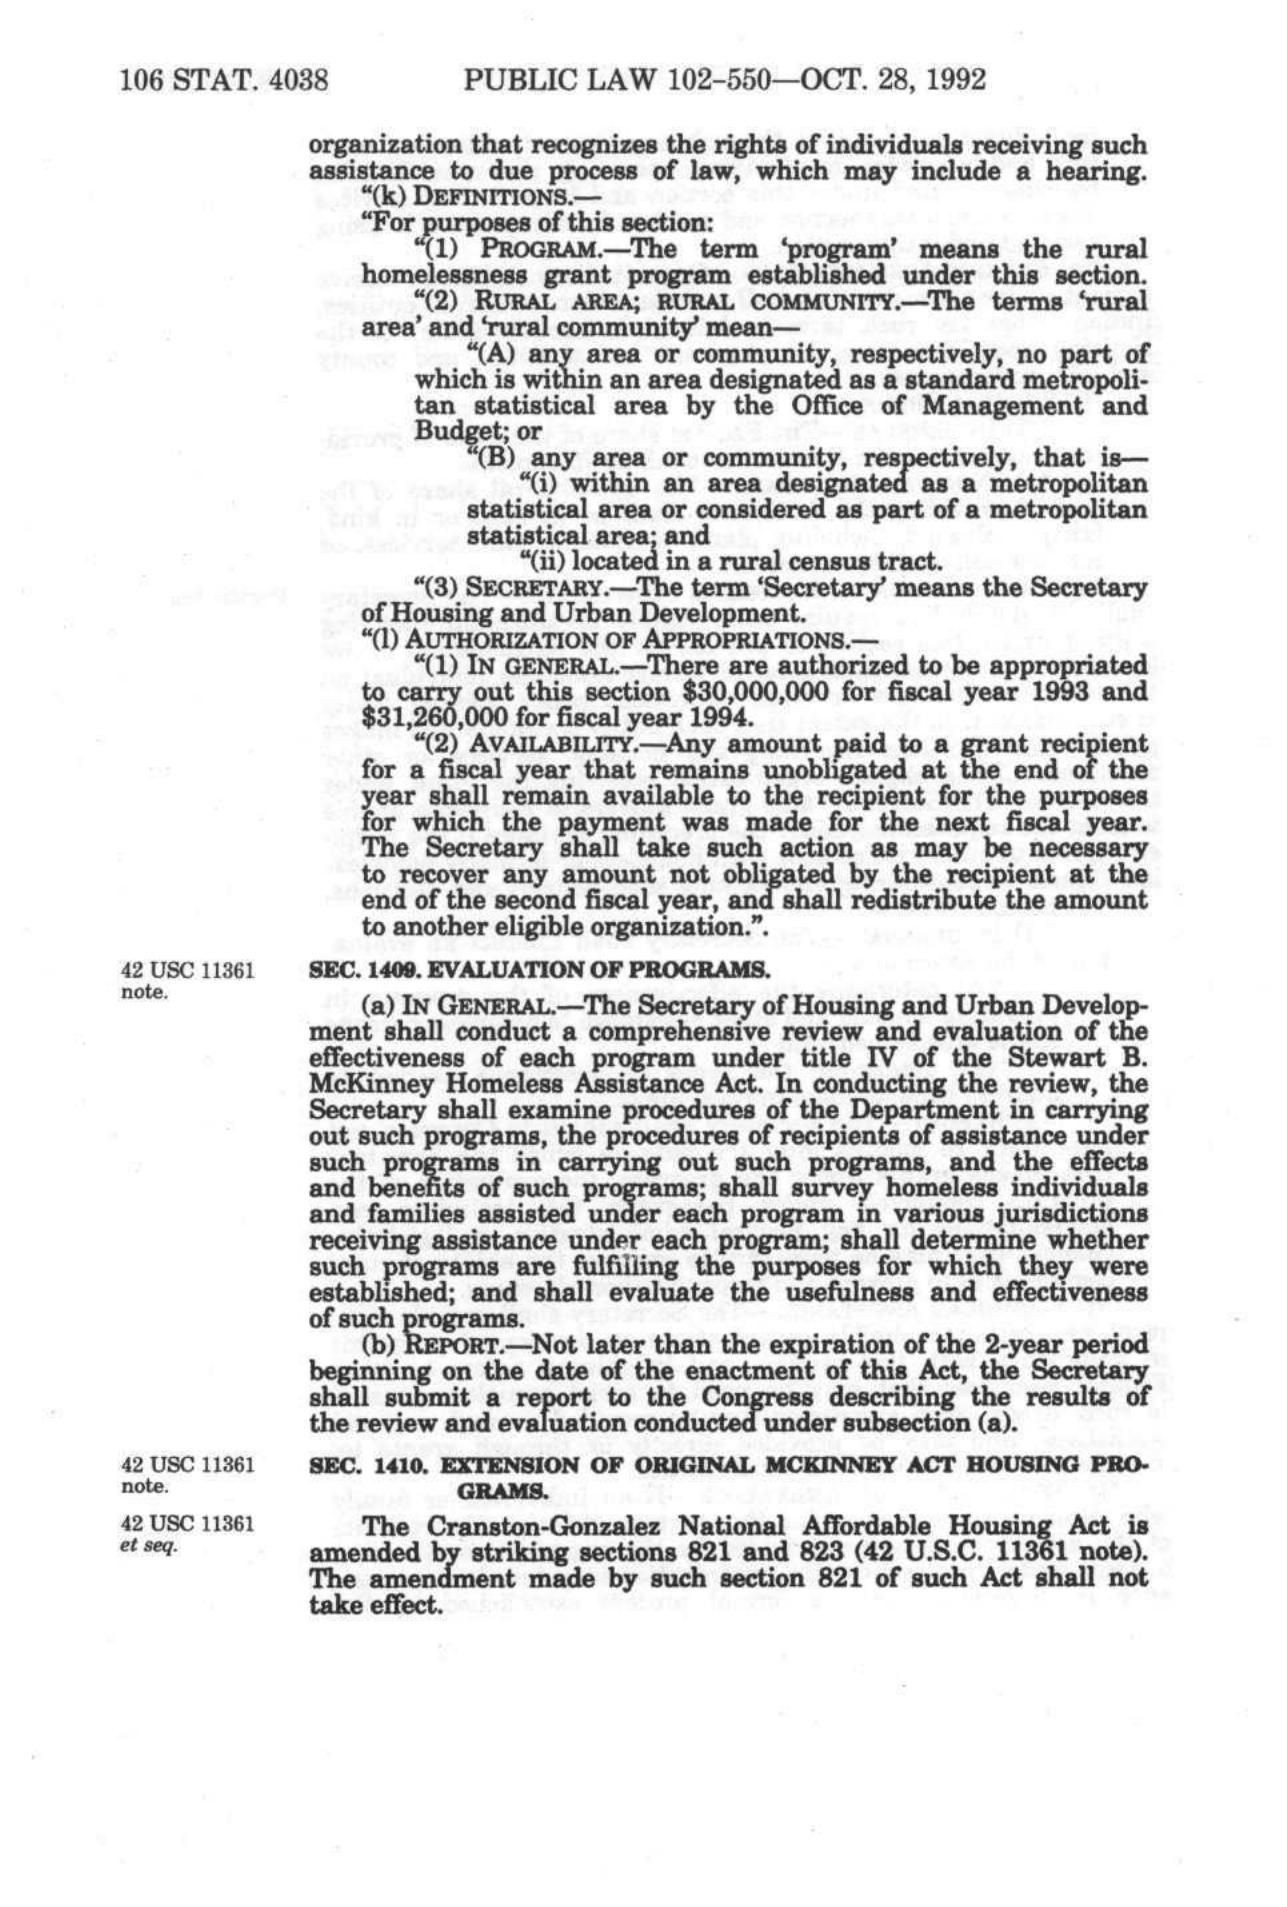 106 STAT. 4038 PUBLIC LAW 102–550—OCT. 28, 1992
organization that recognizes the rights of individuals receiving such
assistance to due process of law, which may include a hearing.
“(k) DEFINITIONS.—
“For purposes of this section:
“(1) PROGRAM.—The term ‘program’ means the rural
homelessness grant program established under this section.
“(2) RURAL AREA; RURAL COMMUNITY.—The terms ‘rural
area’ and ‘rural community’ mean—
“(A) any area or community, respectively, no part of
which is within an area designated as a standard metropoli-
tan statistical area by the Office of Management and
Budget; or
“(B) any area or community, respectively, that is—
“(i) within an area designated as a metropolitan
statistical area or considered as part of a metropolitan
statistical area; and
“(ii) located in a rural census tract.
“(3) SECRETARY.—The term ‘Secretary’ means the Secretary
of Housing and Urban Development.
“(l) AUTHORIZATION OF APPROPRIATIONS.—
“(1) IN GENERAL.—There are authorized to be appropriated
to carry out this section $30,000,000 for fiscal year 1993 and
$31,260,000 for fiscal year 1994.
“(2) AVAILABILITY.—Any amount paid to a grant recipient
for a fiscal year that remains unobligated at the end of the
year shall remain available to the recipient for the purposes
for which the payment was made for the next fiscal year.
The Secretary shall take such action as may be necessary
to recover any amount not obligated by the recipient at the
end of the second fiscal year, and shall redistribute the amount
to another eligible organization.”.
42 USC 11361
note.
SEC. 1409. EVALUATION OF PROGRAMS.
(a) IN GENERAL.—The Secretary of Housing and Urban Develop-
ment shall conduct a comprehensive review and evaluation of the
effectiveness of each program under title IV of the Stewart B.
McKinney Homeless Assistance Act. In conducting the review, the
Secretary shall examine procedures of the Department in carrying
out such programs, the procedures of recipients of assistance under
such programs in carrying out such programs, and the effects
and benefits of such programs; shall survey homeless individuals
and families assisted under each program in various jurisdictions
receiving assistance under each program; shall determine whether
such programs are fulfilling the purposes for which they were
established; and shall evaluate the usefulness and effectiveness
of such programs.
(b) REPORT.—Not later than the expiration of the 2-year period
beginning on the date of the enactment of this Act, the Secretary
shall submit a report to the Congress describing the results of
the review and evaluation conducted under subsection (a).
42 USC 11361
note.
SEC. 1410. EXTENSION OF ORIGINAL MCKINNEY ACT HOUSING PRO-
GRAMS.
42 USC 11361
et seq.
The Cranston-Gonzalez National Affordable Housing Act is
amended by striking sections 821 and 823 (42 U.S.C. 11361 note).
The amendment made by such section 821 of such Act shall not
take effect.